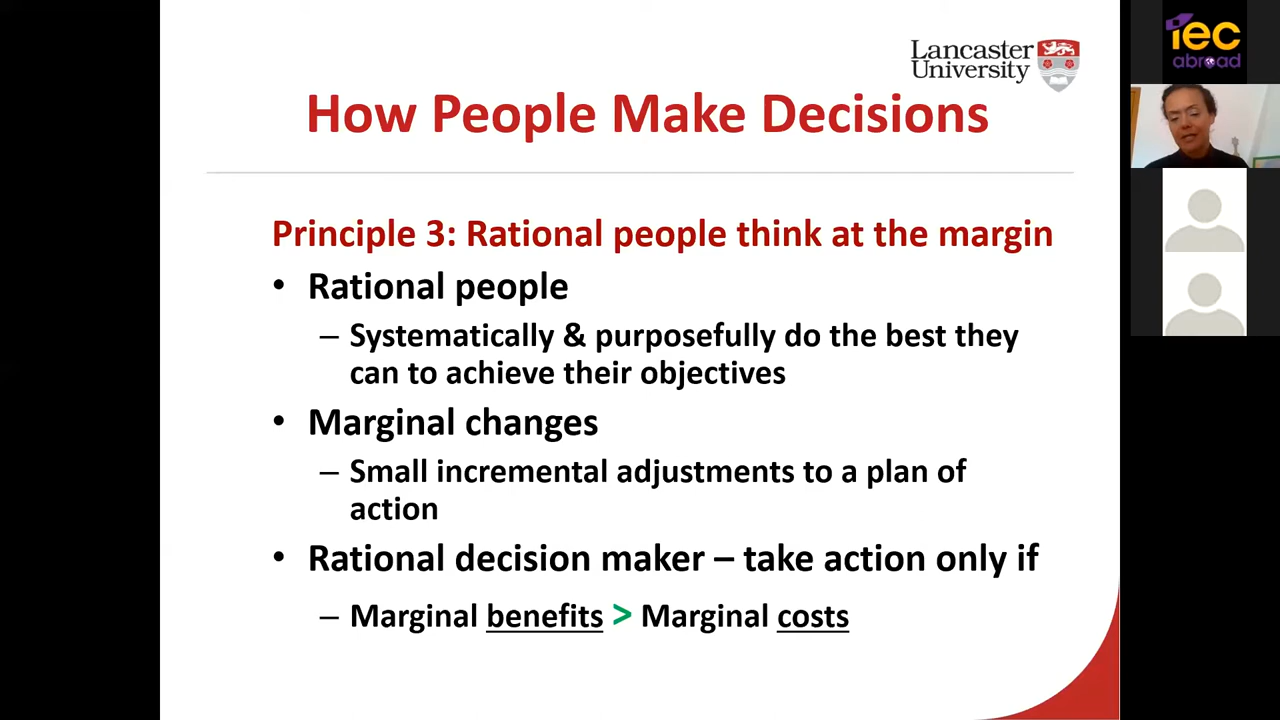 Lancaster
University
How People Make Decisions
Principle 3: Rational people think at the margin
• Rational people
– Systematically & purposefully do the best they
can to achieve their objectives
• Marginal changes
– Small incremental adjustments to a plan of
action
• Rational decision maker – take action only if
– Marginal benefits > Marginal costs
iec
abroad